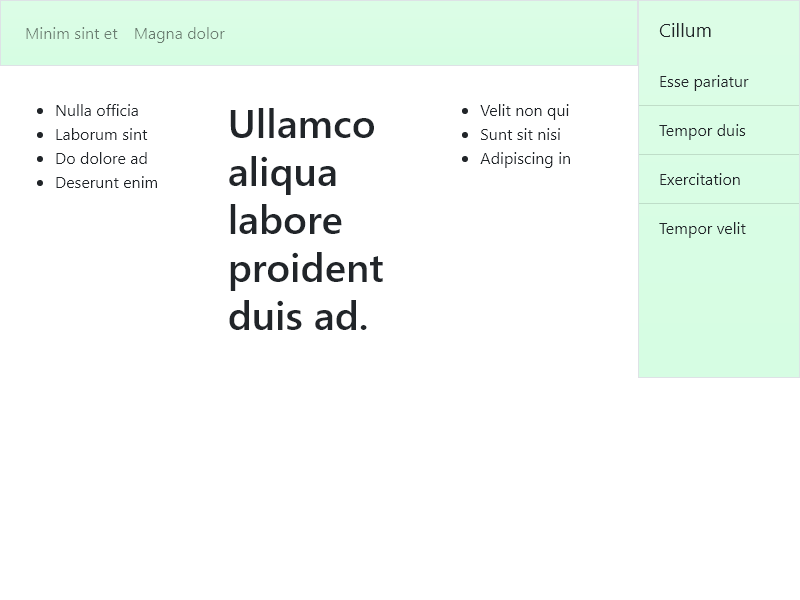 Minim sint et
Magna dolor
Nulla officia
Laborum sint
Do dolore ad
Deserunt enim
Ullamco
aliqua
labore
proident
duis ad.
Velit non qui
Sunt sit nisi
Adipiscing in
Cillum
Esse pariatur
Tempor duis
Exercitation
Tempor velit